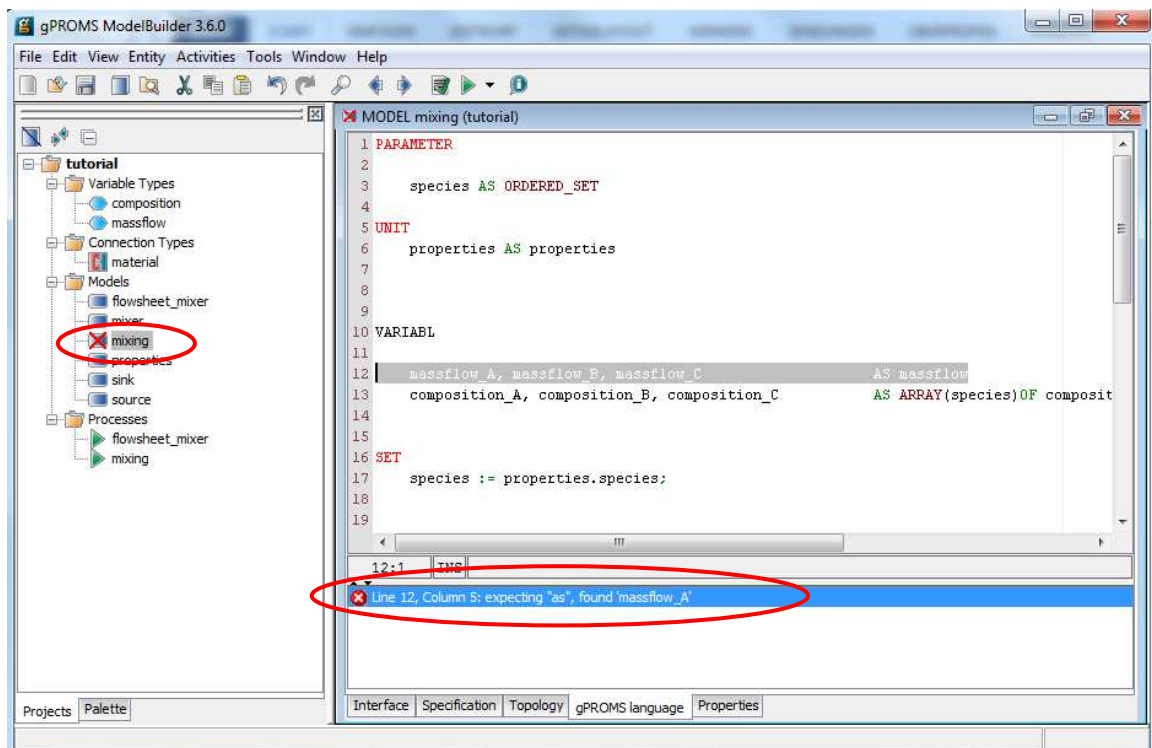 gPROMS ModelBuilder 3.6.0
File Edit View Entity Activities Tools Window Help
tutorial
Variable Types
composition
massflow
Connection Types
material
Models
flowsheet_mixer
mixer
mixing
properties
sink
source
Processes
flowsheet_mixer
mixing
Projects Palette
MODEL mixing (tutorial)
1 PARAMETER
2
3 species AS ORDERED_SET
4
5 UNIT
6 properties AS properties
7
8
9
10 VARIABL
11
12 massflow_A, massflow_B, massflow_C AS massflow
13 composition_A, composition_B, composition_C AS ARRAY(species)OF composit
14
15
16 SET
17 species := properties.species;
18
19
12:1 INS
Line 12, Column 5: expecting "as", found 'massflow_A'
Interface Specification Topology gPROMS language Properties